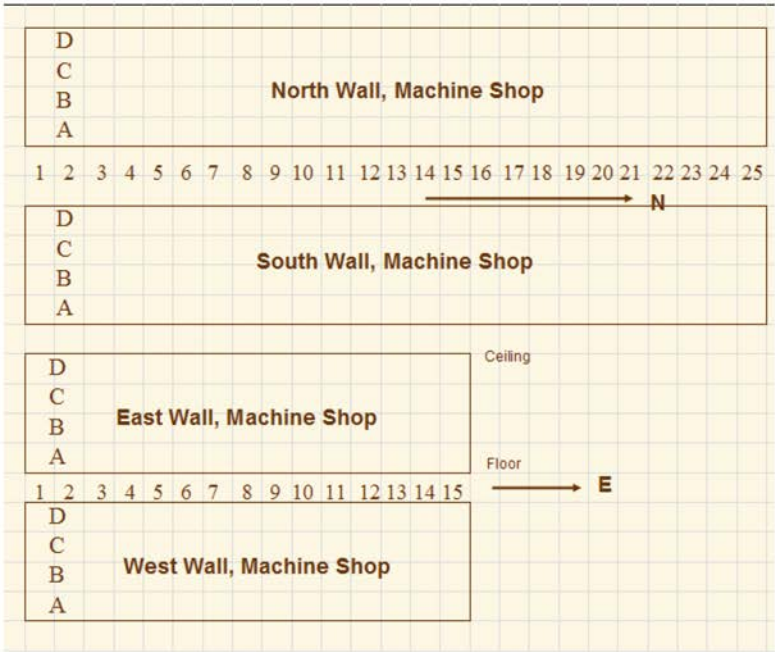 D
C
North Wall, Machine Shop
B
A
1 2 3 4 5 6 7 8 9 10 11 12 13 14 15 16 17 18 19 20 21 22 23 24 25
N
D
C
South Wall, Machine Shop
B
A
Ceiling
D
C
East Wall, Machine Shop
B
A
Floor
E
1 2 3 4 5 6 7 8 9 10 11 12 13 14 15
D
C
West Wall, Machine Shop
B
A